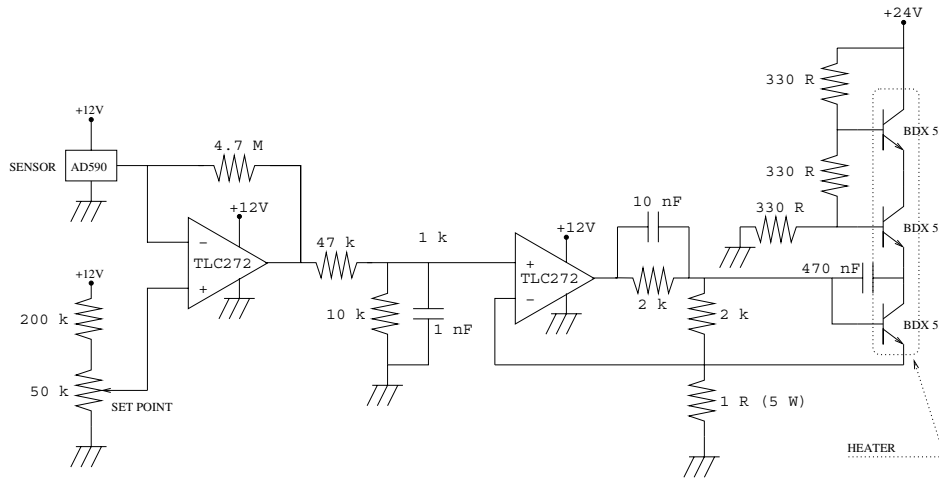 +24V
330 R
BDX 5
+12V
4.7 M
SENSOR
AD590
330 R
10 nF
+12V
330 R
BDX 5
+12V
47 k
1 k
−
TLC272
+12V
+
+
TLC272
−
470 nF
200 k
10 k
1 nF
2 k
2 k
BDX 5
50 k
SET POINT
1 R (5 W)
HEATER